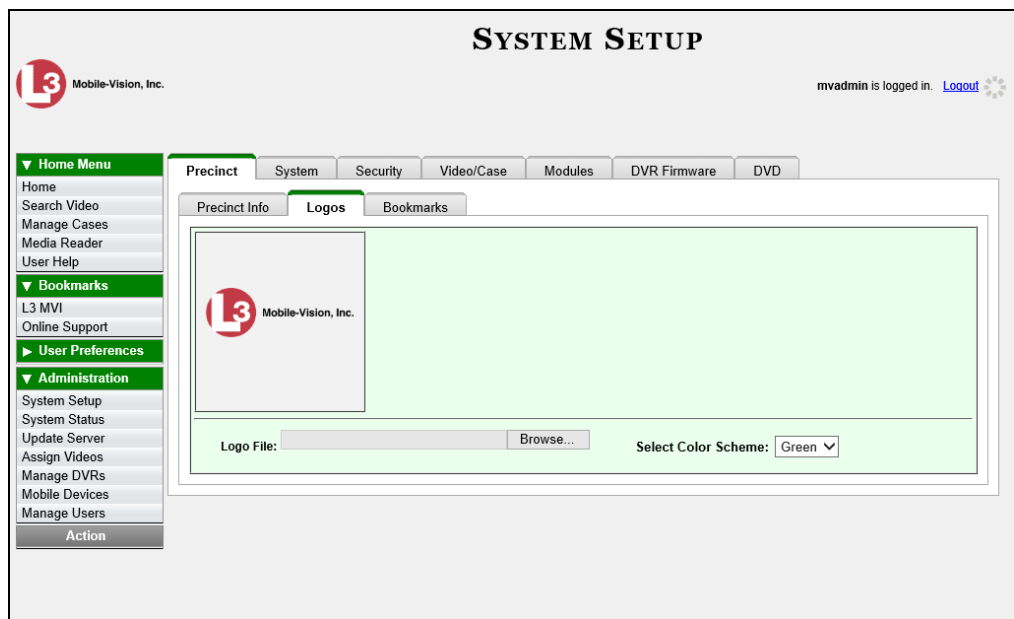 SYSTEM SETUP
L3 Mobile-Vision, Inc.
mvadmin is logged in. Logout
▼ Home Menu
Home
Search Video
Manage Cases
Media Reader
User Help
▼ Bookmarks
L3 MVI
Online Support
▶ User Preferences
▼ Administration
System Setup
System Status
Update Server
Assign Videos
Manage DVRs
Mobile Devices
Manage Users
Action
Precinct System Security Video/Case Modules DVR Firmware DVD
Precinct Info Logos Bookmarks
L3 Mobile-Vision, Inc.
Logo File: Browse... Select Color Scheme: Green